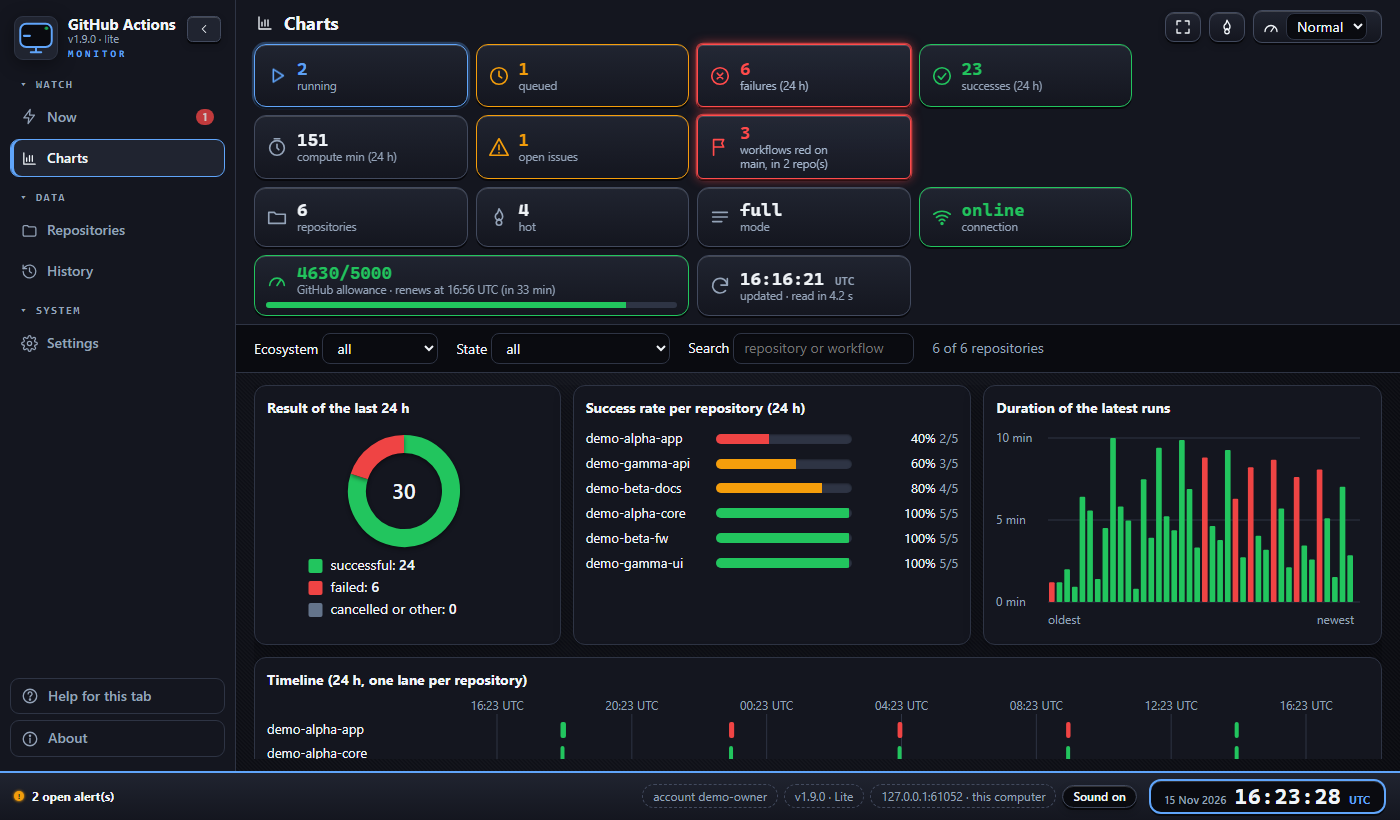 GitHub Actions
v1.9.0 · lite
MONITOR
WATCH
Now 1
Charts
DATA
Repositories
History
SYSTEM
Settings
Help for this tab
About
Charts
Normal
2
running
1
queued
6
failures (24 h)
23
successes (24 h)
151
compute min (24 h)
1
open issues
3
workflows red on
main, in 2 repo(s)
6
repositories
4
hot
full
mode
online
connection
4630/5000
GitHub allowance · renews at 16:56 UTC (in 33 min)
16:16:21 UTC
updated · read in 4.2 s
Ecosystem all State all Search repository or workflow 6 of 6 repositories
Result of the last 24 h
30
successful: 24
failed: 6
cancelled or other: 0
Success rate per repository (24 h)
demo-alpha-app 40% 2/5
demo-gamma-api 60% 3/5
demo-beta-docs 80% 4/5
demo-alpha-core 100% 5/5
demo-beta-fw 100% 5/5
demo-gamma-ui 100% 5/5
Duration of the latest runs
10 min
5 min
0 min
oldest newest
Timeline (24 h, one lane per repository)
16:23 UTC 20:23 UTC 00:23 UTC 04:23 UTC 08:23 UTC 12:23 UTC 16:23 UTC
demo-alpha-app
demo-alpha-core
2 open alert(s)
account demo-owner
v1.9.0 · Lite
127.0.0.1:61052 · this computer
Sound on
15 Nov 2026 16:23:28 UTC